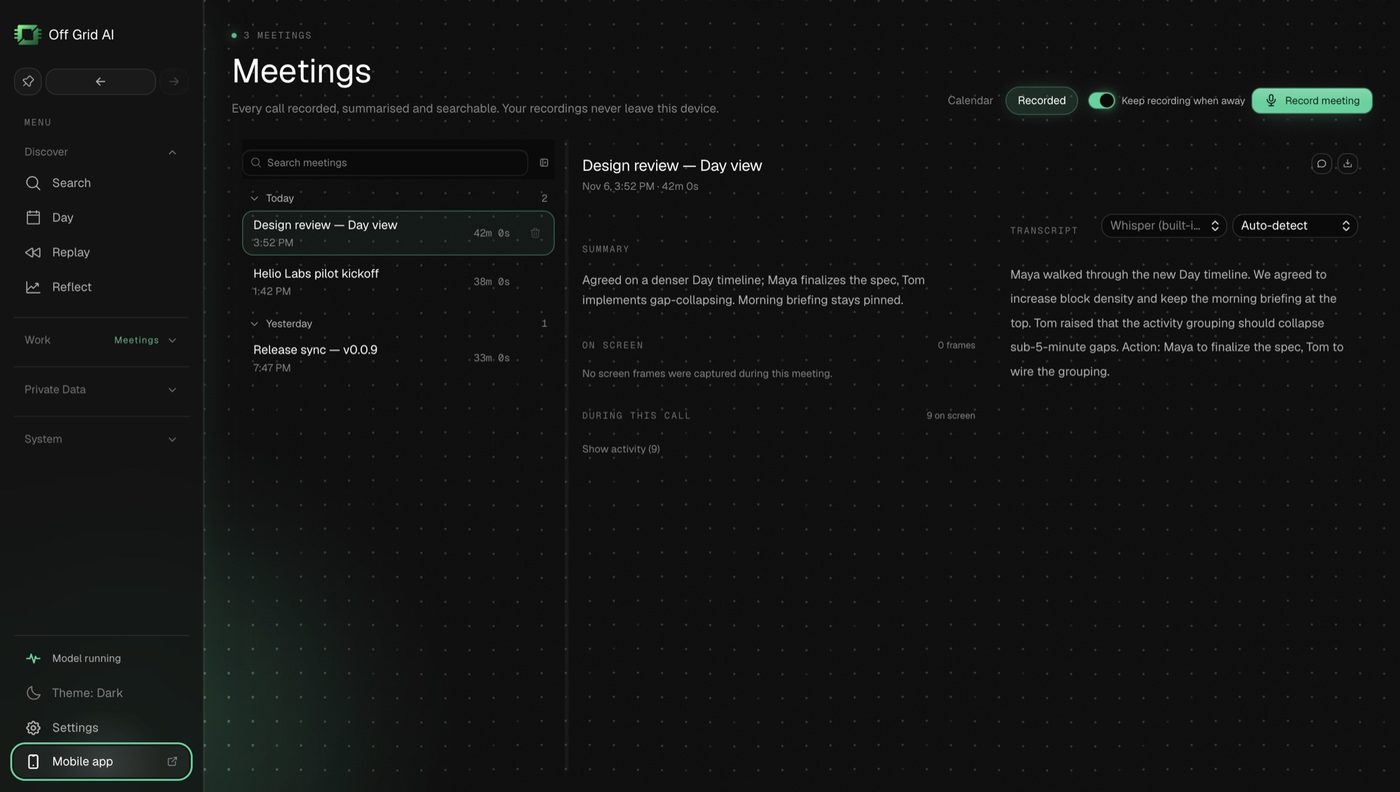 Off Grid AI
MENU
Discover
Search
Day
Replay
Reflect
Work Meetings
Private Data
System
Model running
Theme: Dark
Settings
Mobile app
3 MEETINGS
Meetings
Every call recorded, summarised and searchable. Your recordings never leave this device.
Calendar Recorded Keep recording when away Record meeting
Search meetings
Today 2
Design review — Day view
3:52 PM
42m 0s
Helio Labs pilot kickoff
1:42 PM
38m 0s
Yesterday 1
Release sync — v0.0.9
7:47 PM
33m 0s
Design review — Day view
Nov 6, 3:52 PM · 42m 0s
SUMMARY
Agreed on a denser Day timeline; Maya finalizes the spec, Tom
implements gap-collapsing. Morning briefing stays pinned.
ON SCREEN 0 frames
No screen frames were captured during this meeting.
DURING THIS CALL 9 on screen
Show activity (9)
TRANSCRIPT Whisper (built-i... Auto-detect
Maya walked through the new Day timeline. We agreed to
increase block density and keep the morning briefing at the
top. Tom raised that the activity grouping should collapse
sub-5-minute gaps. Action: Maya to finalize the spec, Tom to
wire the grouping.